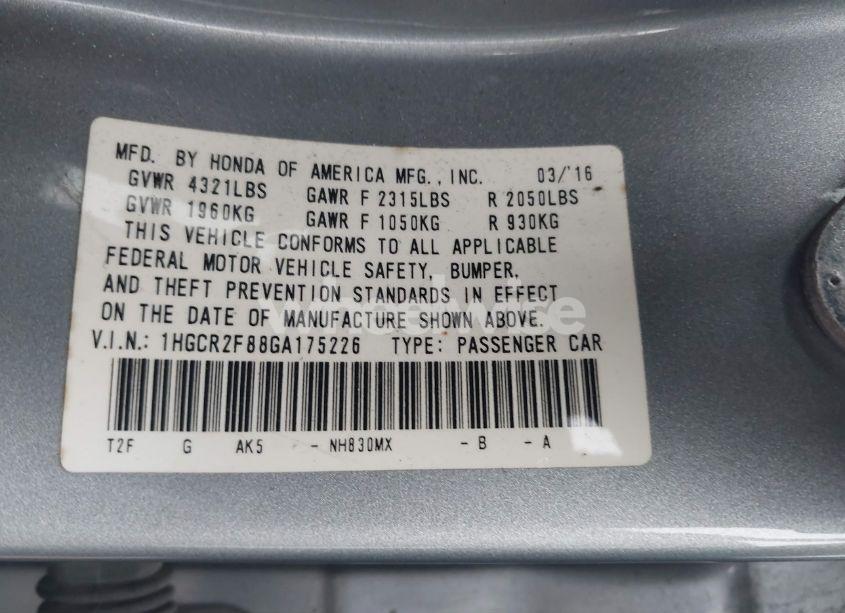 MFD. BY HONDA OF AMERICA MFG., INC. 03/'16
GVWR 4321LBS GAWR F 2315LBS R 2050LBS
GVWR 1960KG GAWR F 1050KG R 930KG
THIS VEHICLE CONFORMS TO ALL APPLICABLE
FEDERAL MOTOR VEHICLE SAFETY, BUMPER,
AND THEFT PREVENTION STANDARDS IN EFFECT
ON THE DATE OF MANUFACTURE SHOWN ABOVE.
V.I.N.: 1HGCR2F88GA175226 TYPE: PASSENGER CAR
T2F G AK5 - NH830MX - B - A